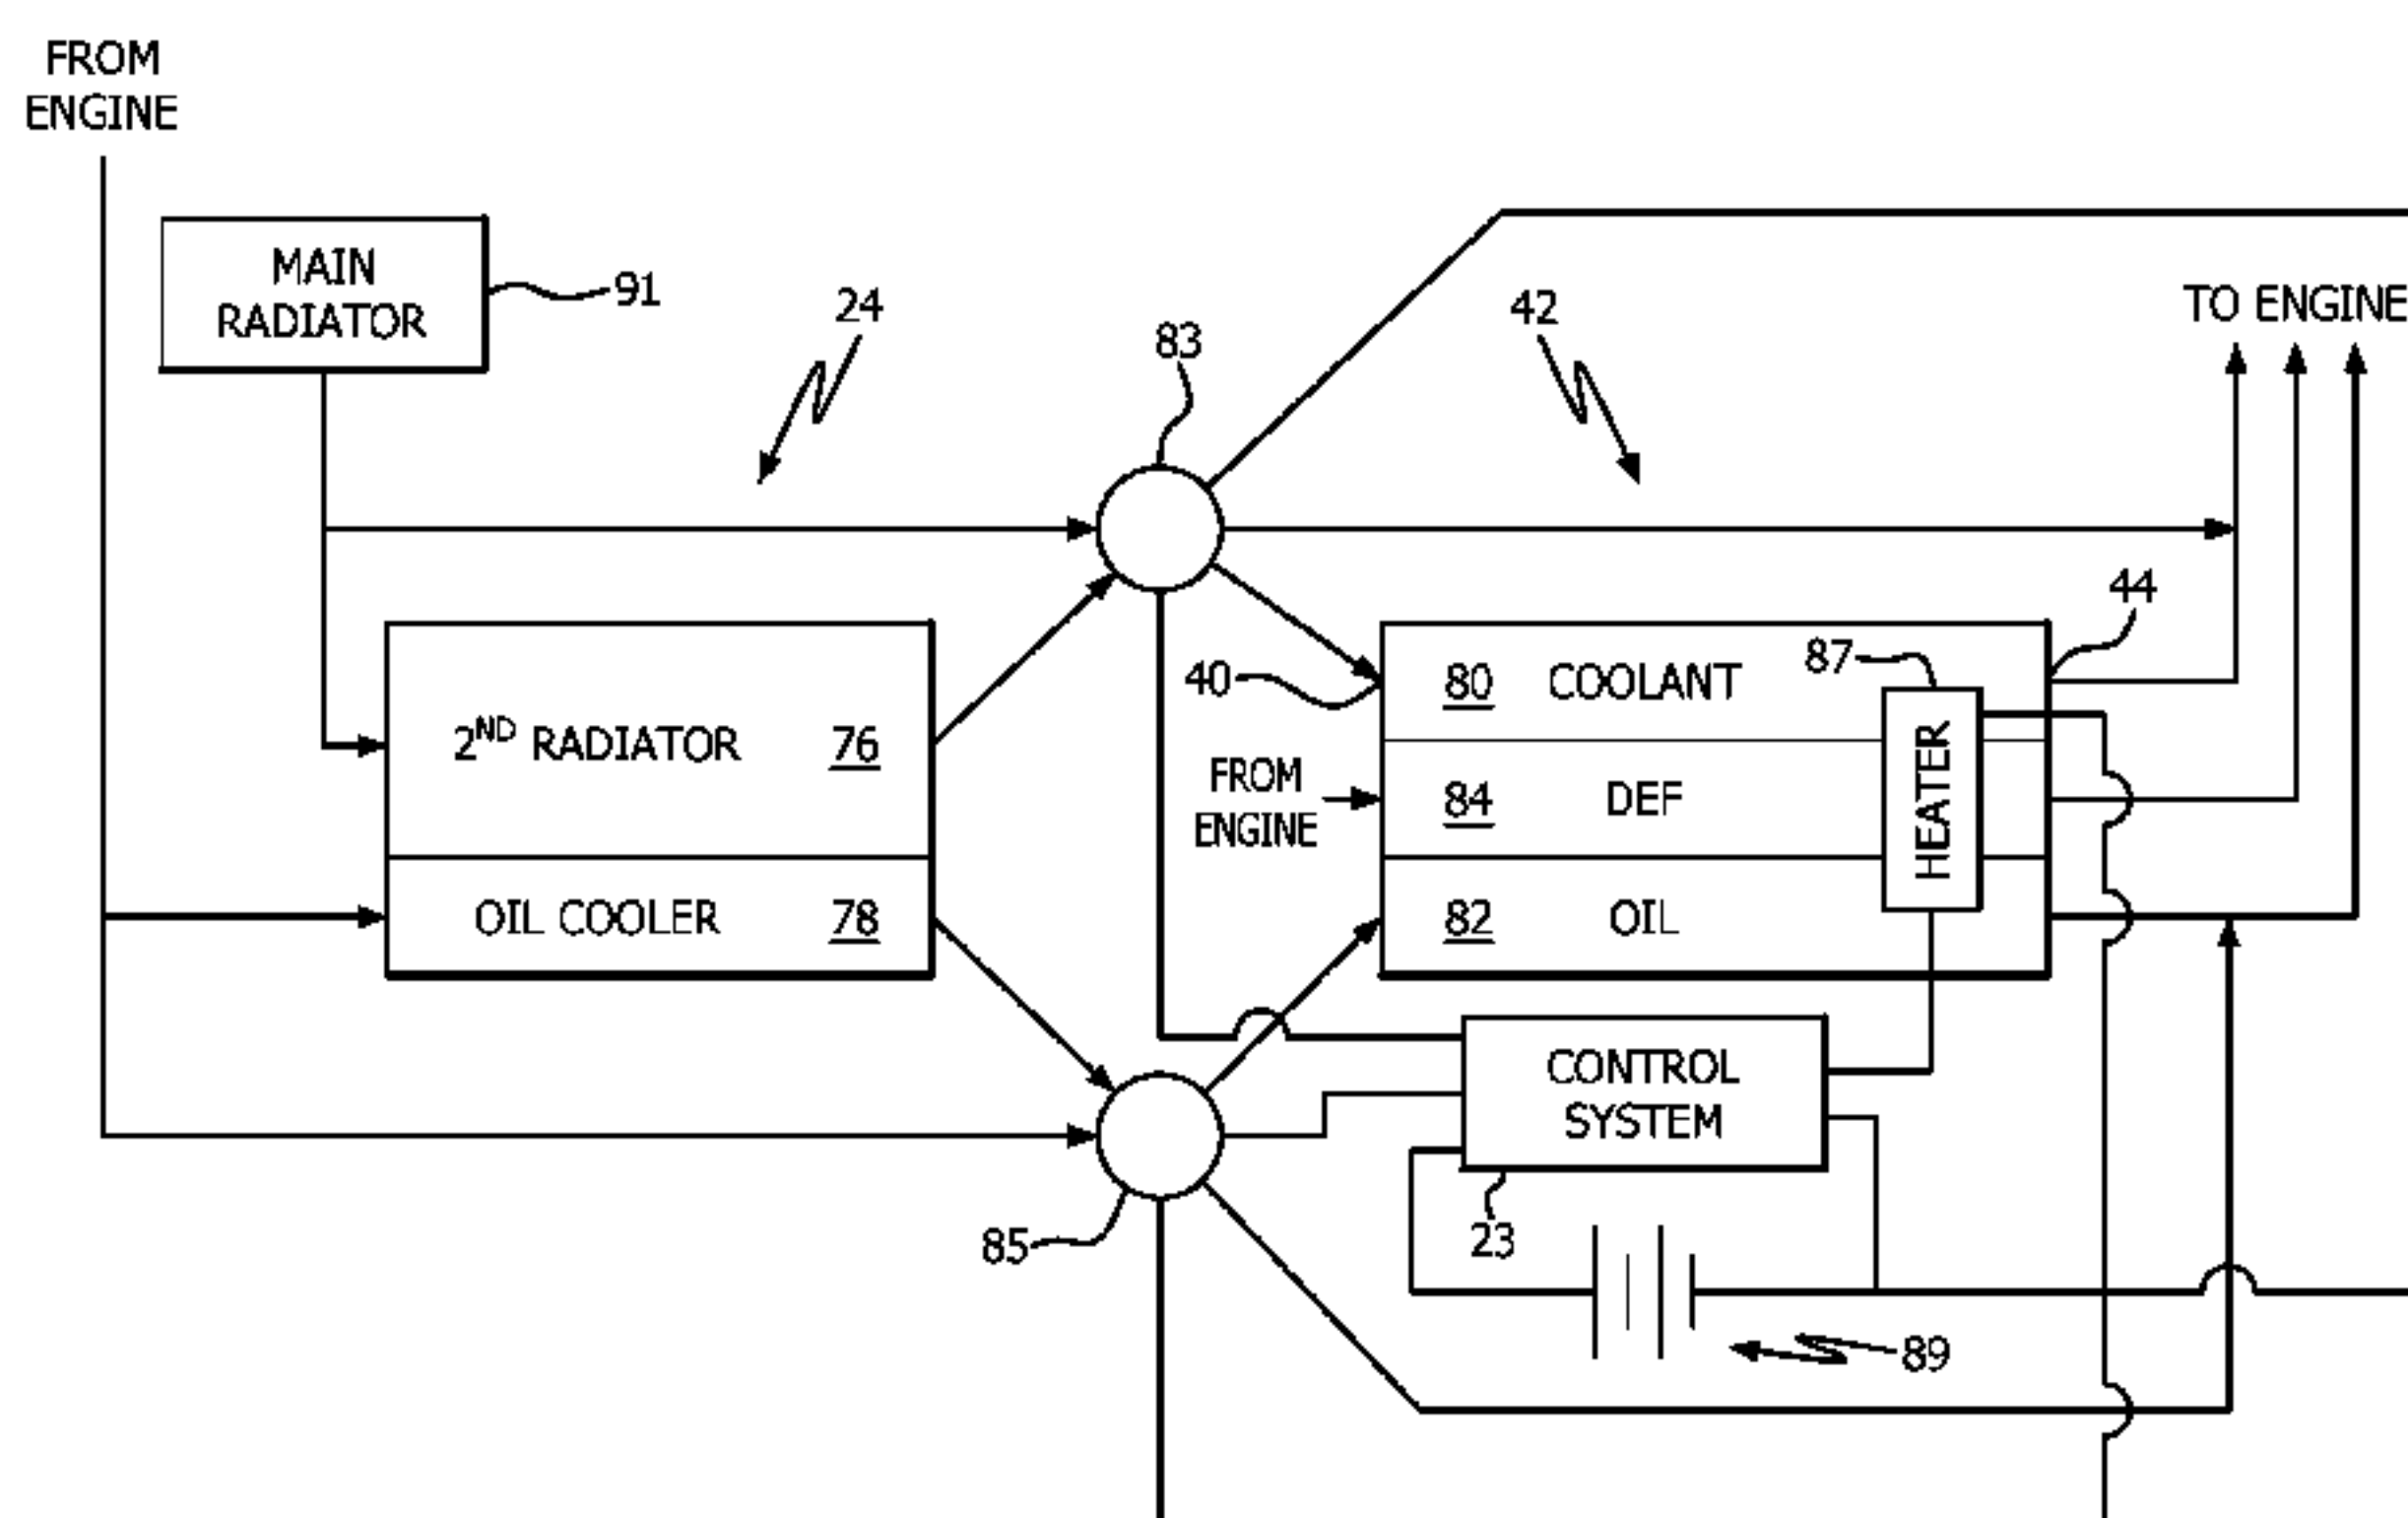 FROM
ENGINE
MAIN
RADIATOR
91
24
83
42
TO ENGINE
44
40
80 COOLANT
87
2ND RADIATOR 76
FROM
ENGINE
84 DEF
HEATER
OIL COOLER 78
82 OIL
CONTROL
SYSTEM
85
23
89